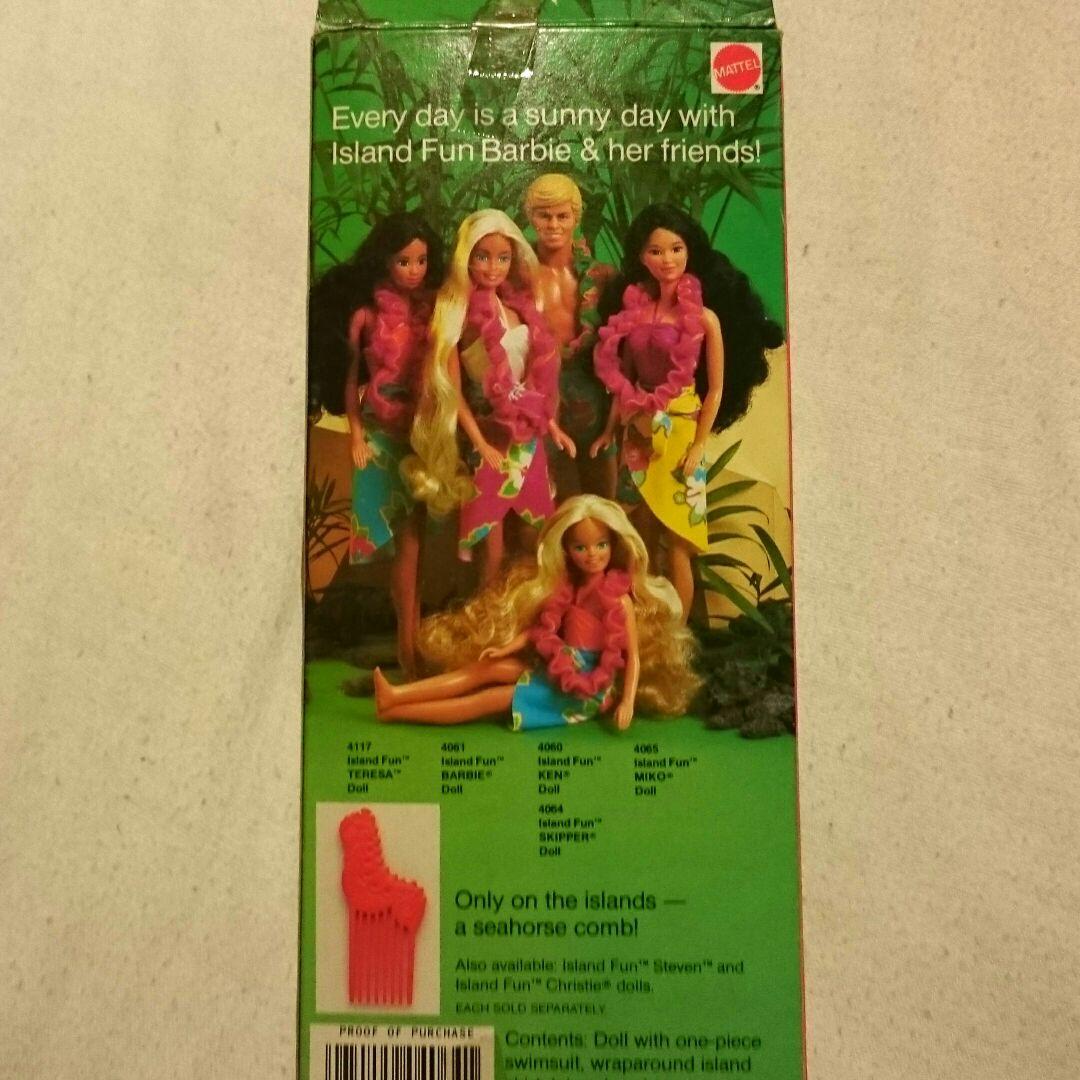 MATTEL
Every day is a sunny day with
Island Fun Barbie & her friends!
4117
Island Fun™
TERESA™
Doll
4061
Island Fun™
BARBIE®
Doll
4060
Island Fun™
KEN®
Doll
4065
Island Fun™
MIKO®
Doll
4064
Island Fun™
SKIPPER®
Doll
Only on the islands —
a seahorse comb!
Also available: Island Fun™ Steven™ and
Island Fun™ Christie® dolls.
EACH SOLD SEPARATELY
PROOF OF PURCHASE
Contents: Doll with one-piece
swimsuit, wraparound island